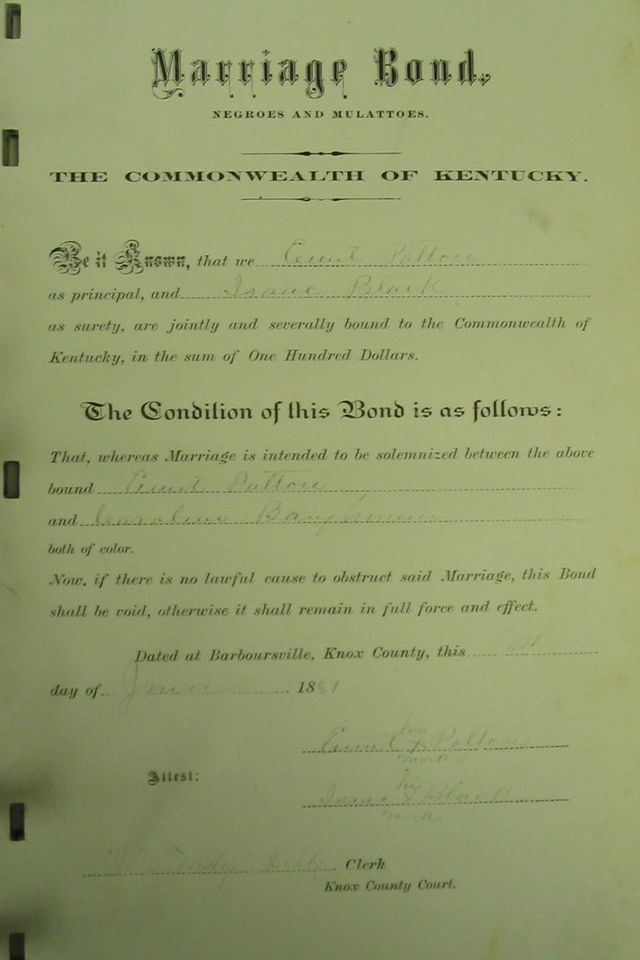 Marriage Bond.
NEGROES AND MULATTOES.
THE COMMONWEALTH OF KENTUCKY.
Be it Known, that we Patton
as principal, and Isaac Black
as surety, are jointly and severally bound to the Commonwealth of
Kentucky, in the sum of One Hundred Dollars.
The Condition of this Bond is as follows:
That, whereas Marriage is intended to be solemnized between the above
bound Patton
and
both of color.
Now, if there is no lawful cause to obstruct said Marriage, this Bond
shall be void, otherwise it shall remain in full force and effect.
Dated at Barboursville, Knox County, this
day of June 18
his
Patton
mark
Attest:
his
Isaac X Black
mark
Clerk
Knox County Court.